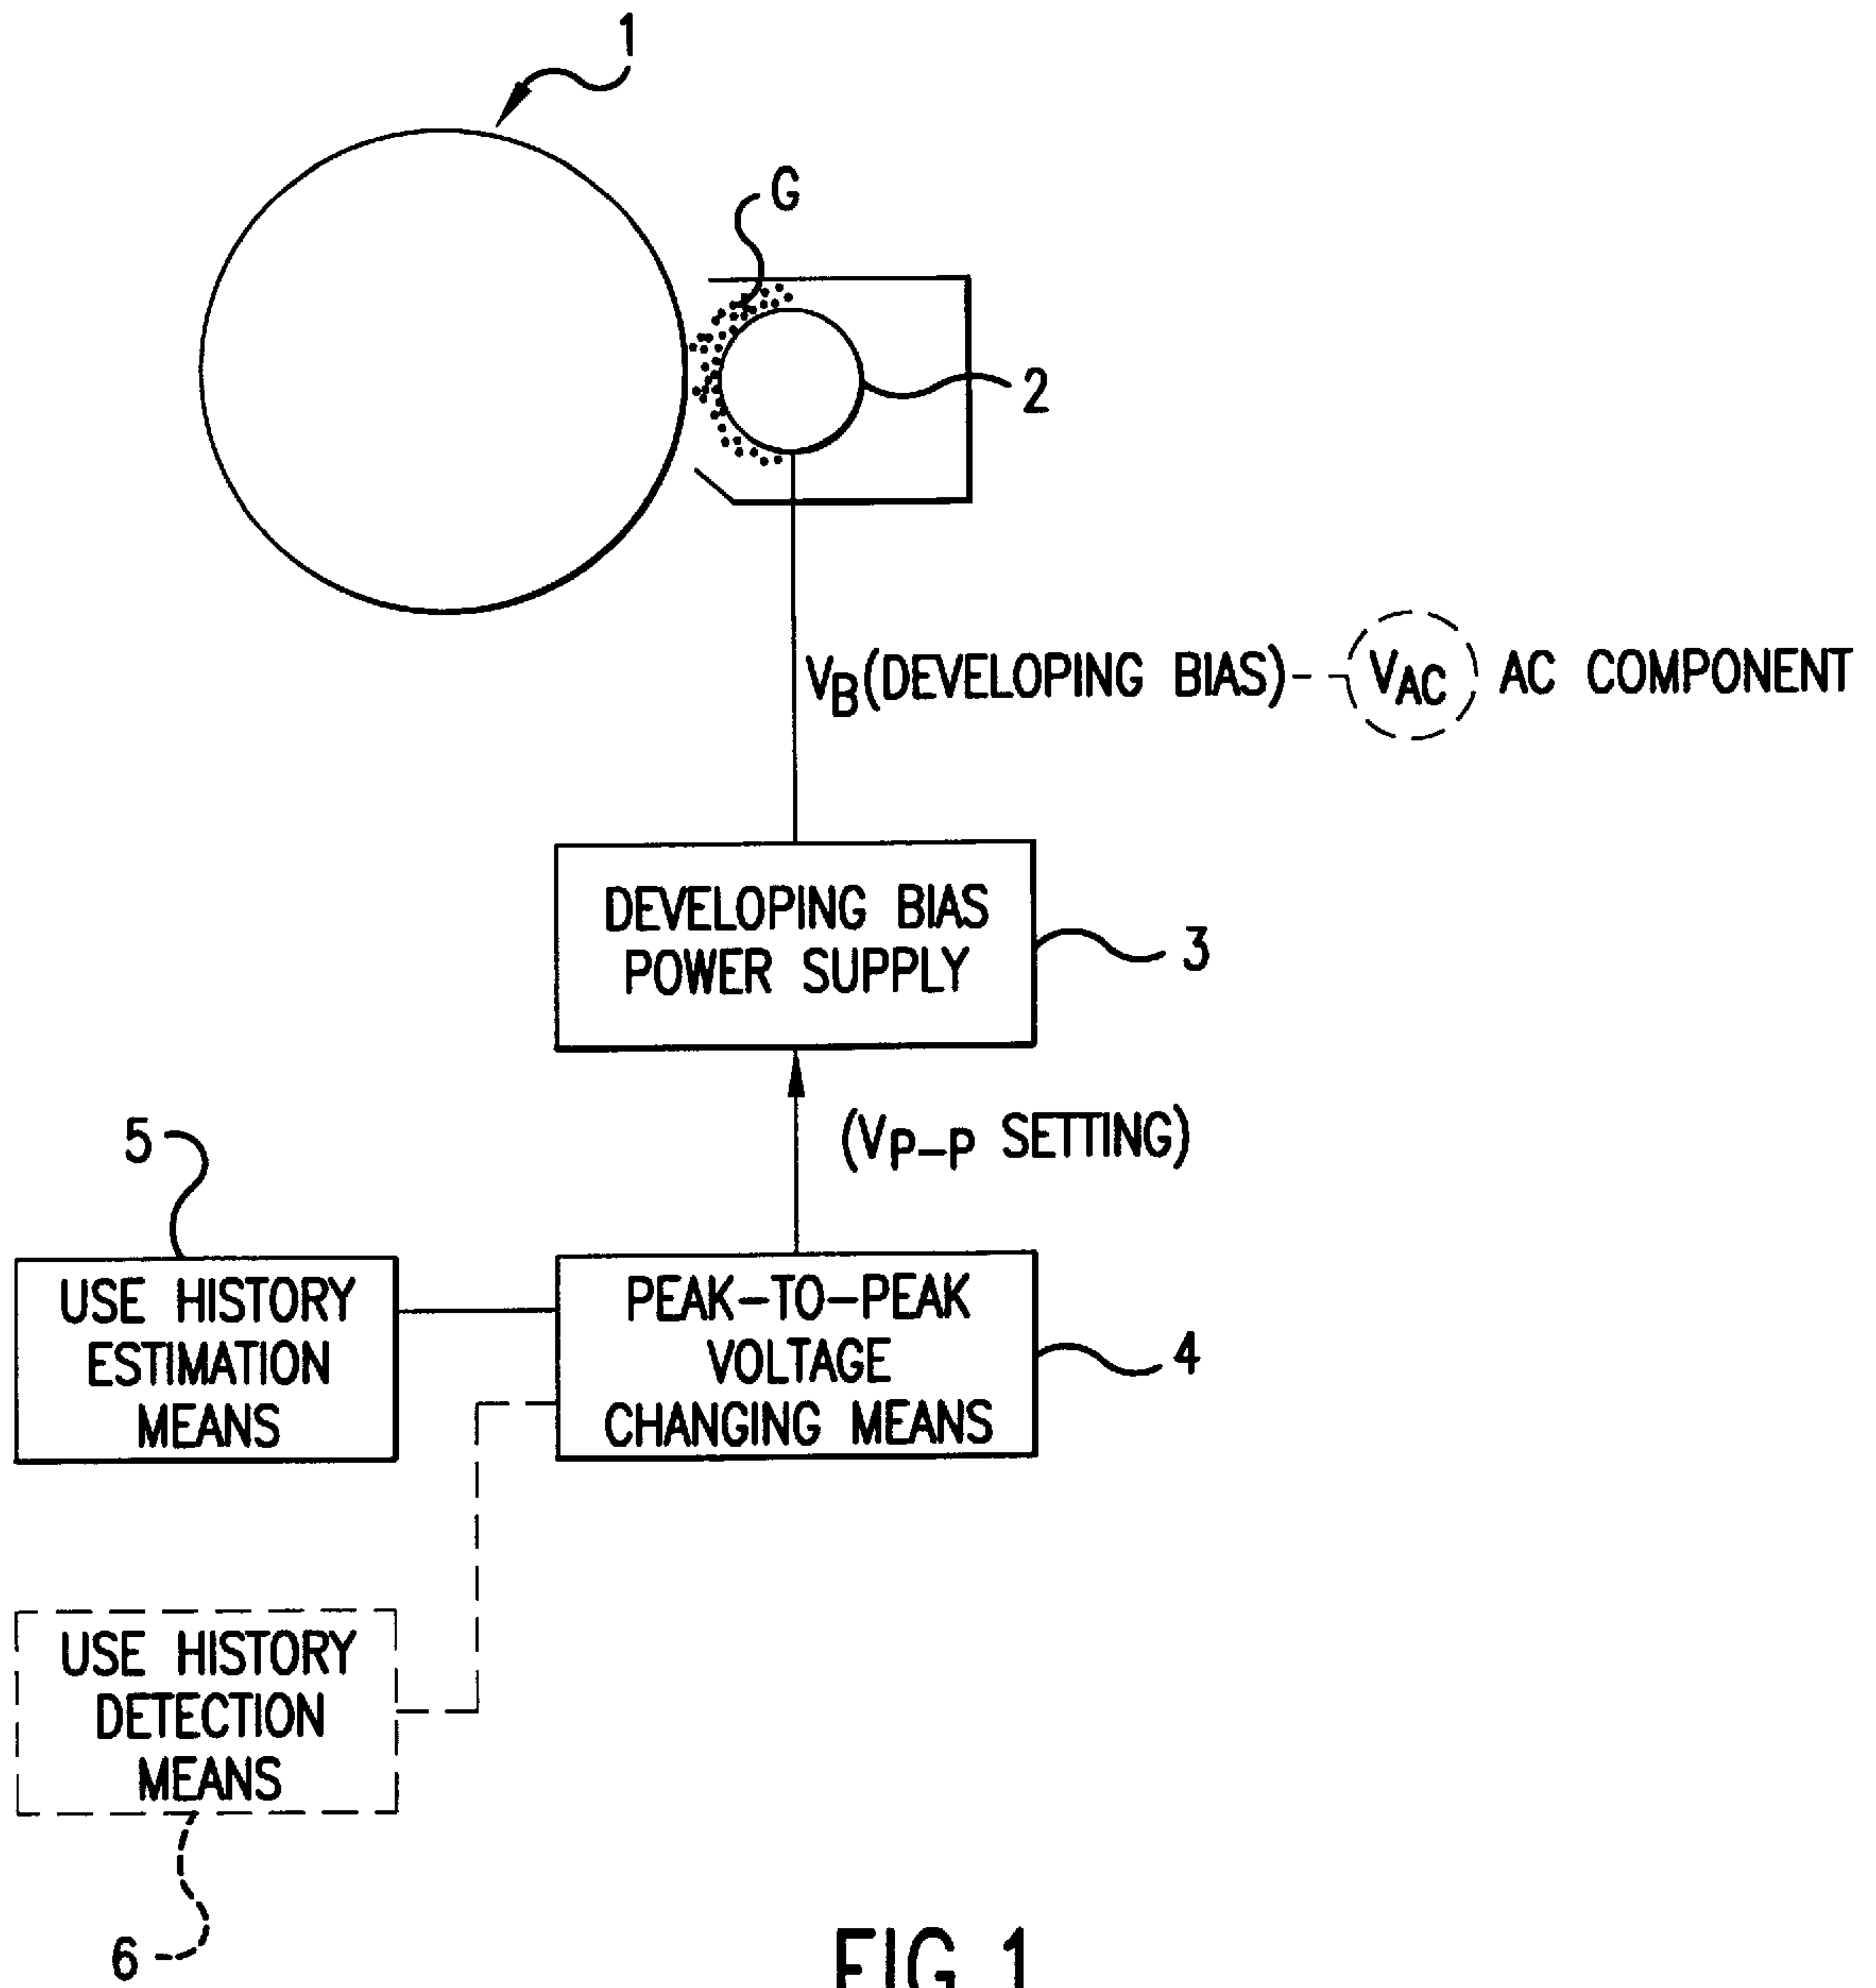 1
G
2
VB(DEVELOPING BIAS) VAC AC COMPONENT
DEVELOPING BIAS
POWER SUPPLY
3
(VP-P SETTING)
5
USE HISTORY
ESTIMATION
MEANS
PEAK-TO-PEAK
VOLTAGE
CHANGING MEANS
4
USE HISTORY
DETECTION
MEANS
6
FIG.1